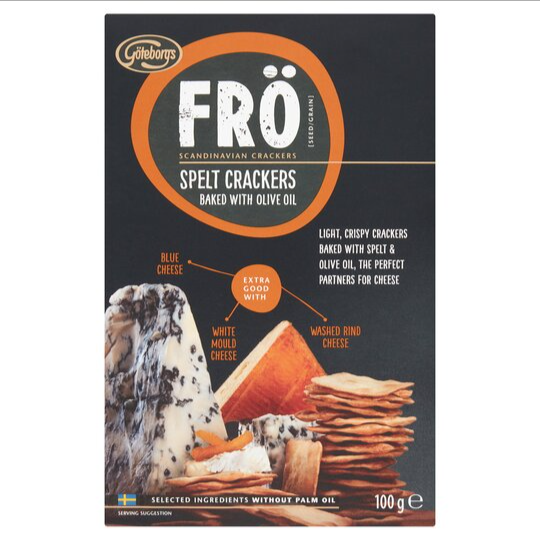 Göteborgs
FRÖ
[SEED/GRAIN]
SCANDINAVIAN CRACKERS
SPELT CRACKERS
BAKED WITH OLIVE OIL
LIGHT, CRISPY CRACKERS
BAKED WITH SPELT &
OLIVE OIL, THE PERFECT
PARTNERS FOR CHEESE
BLUE
CHEESE
EXTRA
GOOD
WITH
WHITE
MOULD
CHEESE
WASHED RIND
CHEESE
SELECTED INGREDIENTS WITHOUT PALM OIL
100 g ℮
SERVING SUGGESTION